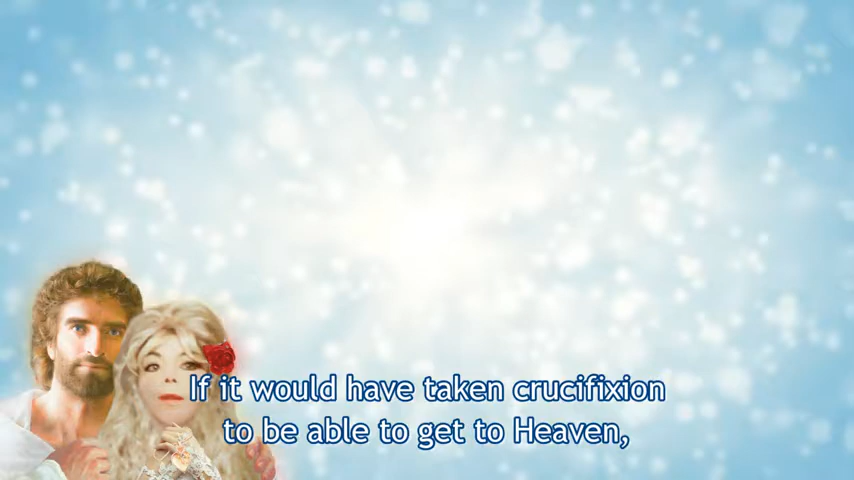 If it would have taken crucifixion
to be able to get to Heaven,